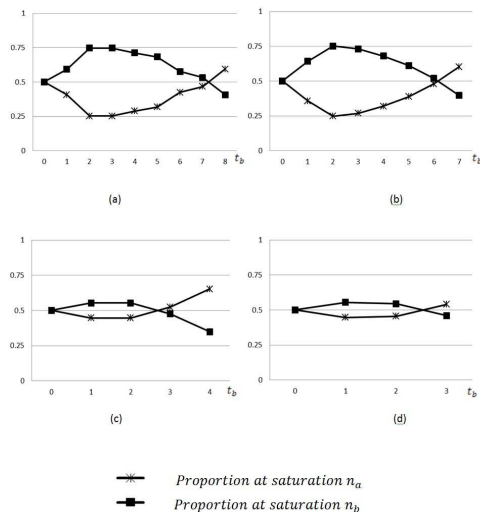 1
0.75
0.5
0.25
0
0 1 2 3 4 5 6 7 8 t_b
(a)
1
0.75
0.5
0.25
0
0 1 2 3 4 5 6 7 t_b
(b)
1
0.75
0.5
0.25
0
0 1 2 3 4 t_b
(c)
1
0.75
0.5
0.25
0
0 1 2 3 t_b
(d)
Proportion at saturation n_a
Proportion at saturation n_b